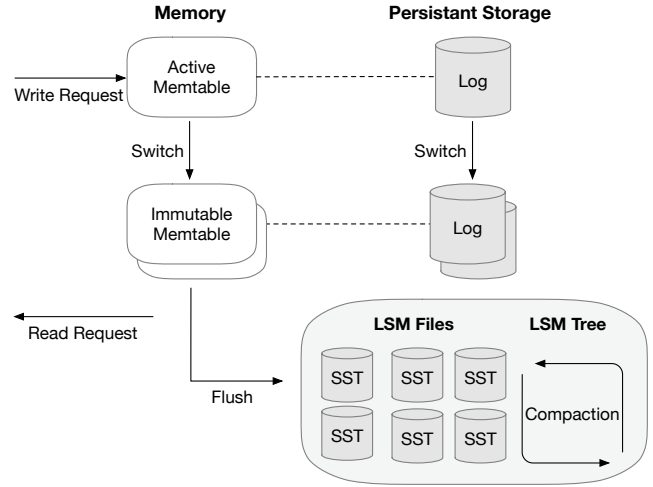 Memory
Persistant Storage
Active
Memtable
Log
Write Request
Switch
Switch
Immutable
Memtable
Log
Read Request
Flush
LSM Files
LSM Tree
SST
SST
SST
Compaction
SST
SST
SST